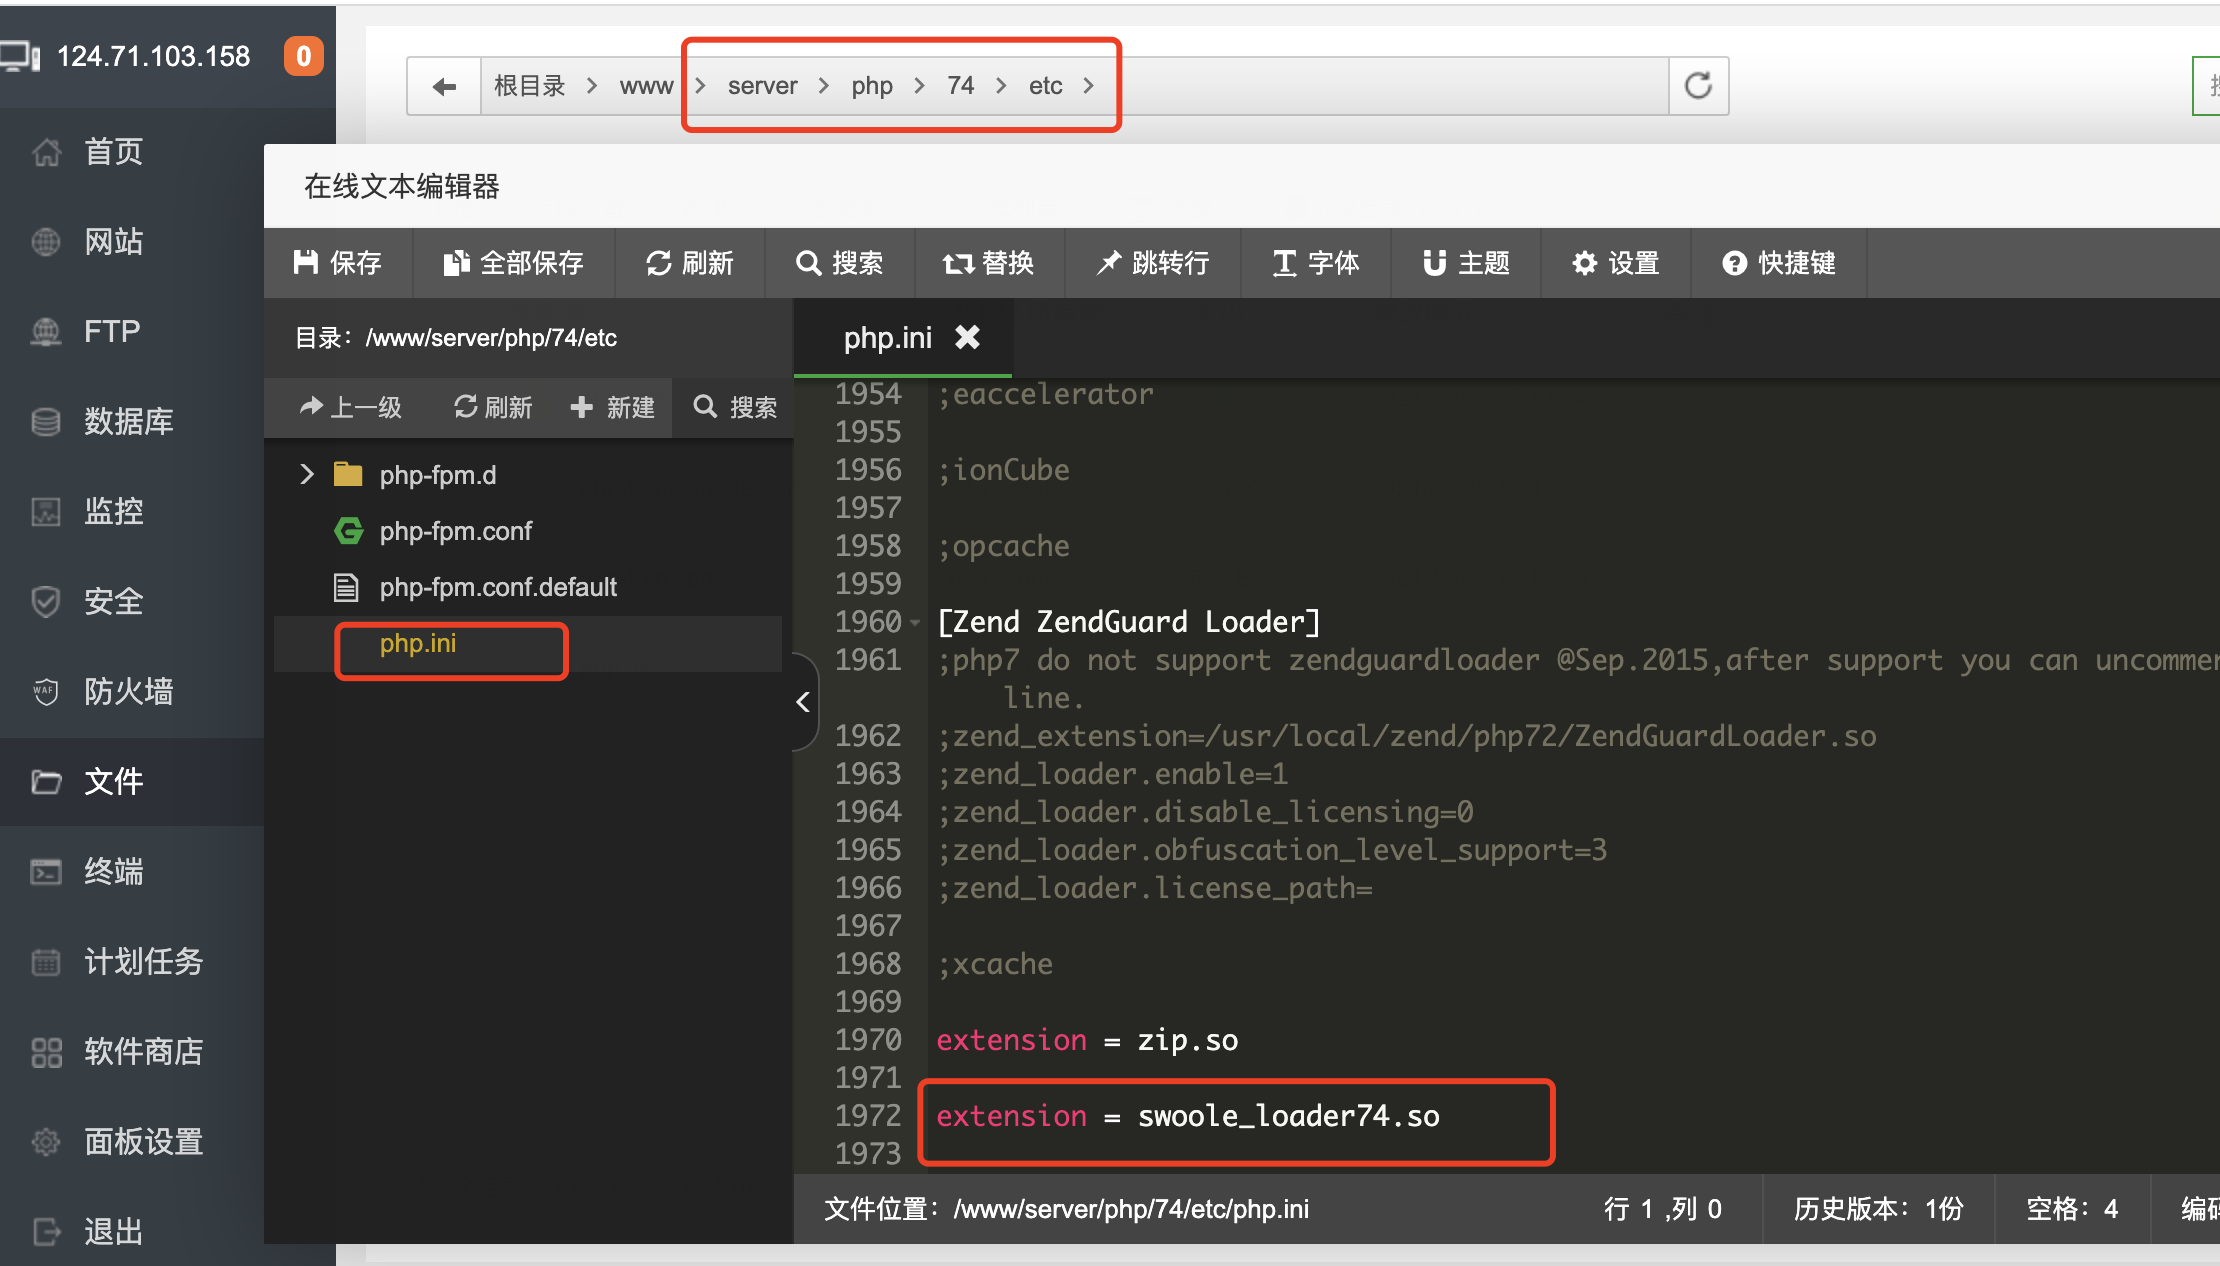 124.71.103.158 0
根目录 > www > server > php > 74 > etc >
首页
网站
FTP
数据库
监控
安全
防火墙
文件
终端
计划任务
软件商店
面板设置
退出
在线文本编辑器
保存 全部保存 刷新 搜索 替换 跳转行 字体 主题 设置 快捷键
目录：/www/server/php/74/etc
上一级 刷新 新建 搜索
php-fpm.d
php-fpm.conf
php-fpm.conf.default
php.ini
php.ini
1954 ;eaccelerator
1955
1956 ;ionCube
1957
1958 ;opcache
1959
1960 [Zend ZendGuard Loader]
1961 ;php7 do not support zendguardloader @Sep.2015,after support you can uncommen
line.
1962 ;zend_extension=/usr/local/zend/php72/ZendGuardLoader.so
1963 ;zend_loader.enable=1
1964 ;zend_loader.disable_licensing=0
1965 ;zend_loader.obfuscation_level_support=3
1966 ;zend_loader.license_path=
1967
1968 ;xcache
1969
1970 extension = zip.so
1971
1972 extension = swoole_loader74.so
1973
文件位置：/www/server/php/74/etc/php.ini 行 1 ,列 0 历史版本：1份 空格：4 编码